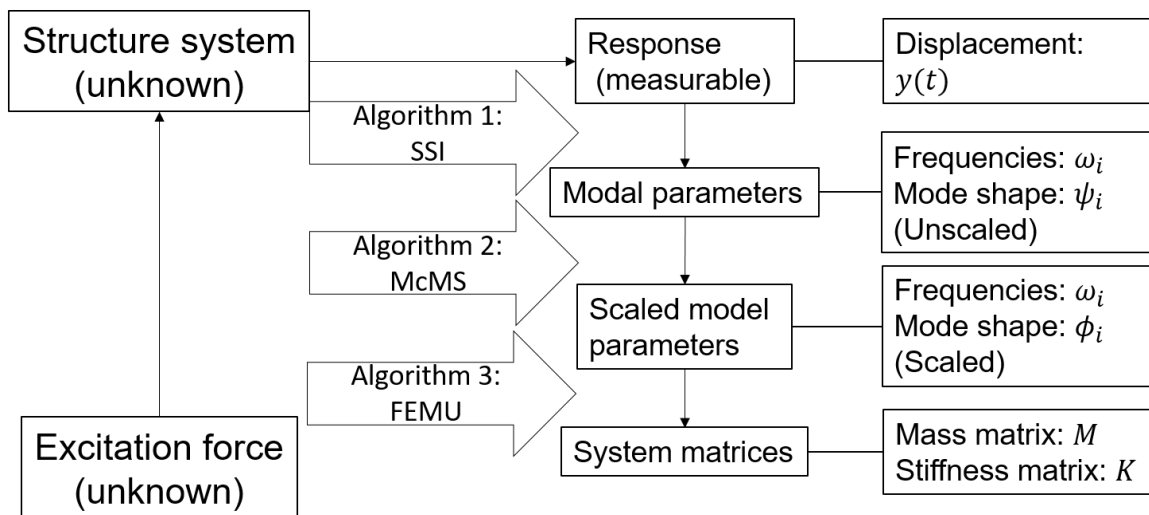 Structure system
(unknown)
Response
(measurable)
Displacement:
y(t)
Algorithm 1:
SSI
Modal parameters
Frequencies: ωᵢ
Mode shape: ψᵢ
(Unscaled)
Algorithm 2:
McMS
Scaled model
parameters
Frequencies: ωᵢ
Mode shape: ϕᵢ
(Scaled)
Algorithm 3:
FEMU
Excitation force
(unknown)
System matrices
Mass matrix: M
Stiffness matrix: K